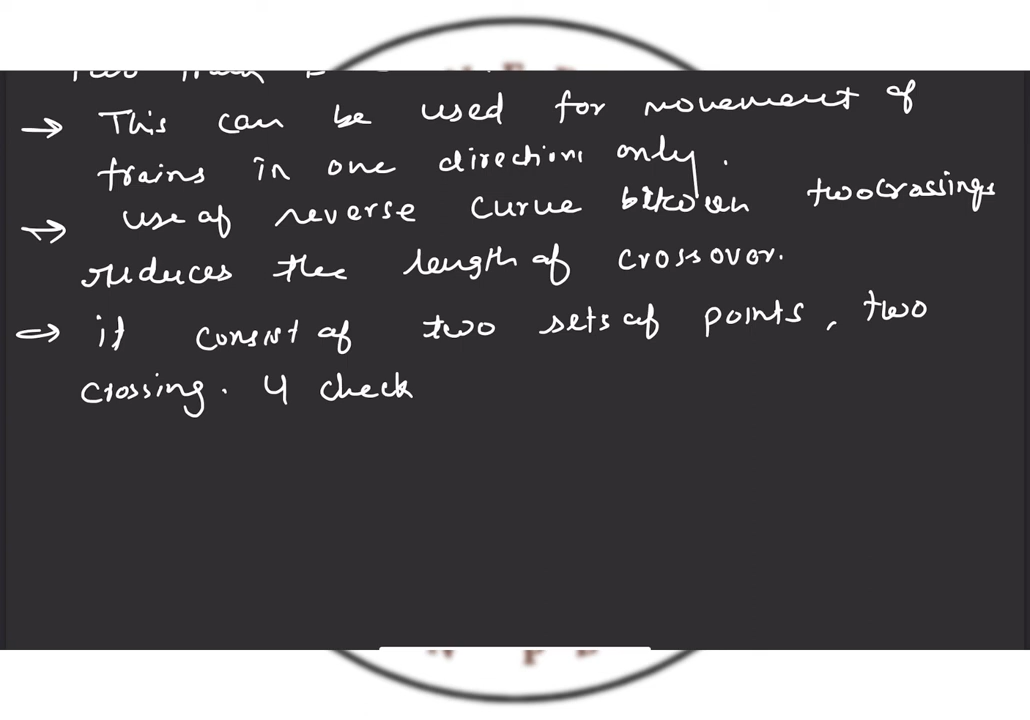 → This can be used for movement of
trains in one direction only.
→ use of reverse curve between two crossings
reduces the length of crossover.
⇒ it consist of two sets of points, two
crossing. 4 check